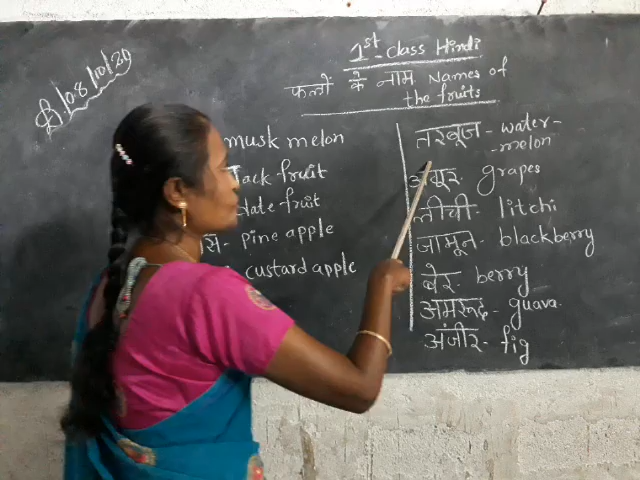 1st-class Hindi
फलों के नाम Names of
the fruits
musk melon
Jack fruit
date fruit
pine apple
custard apple
तरबूज - water-
-melon
अंगूर- grapes
लीची- litchi
जामून- blackberry
बेर- berry
अमरूद- guava.
अंजीर- fig